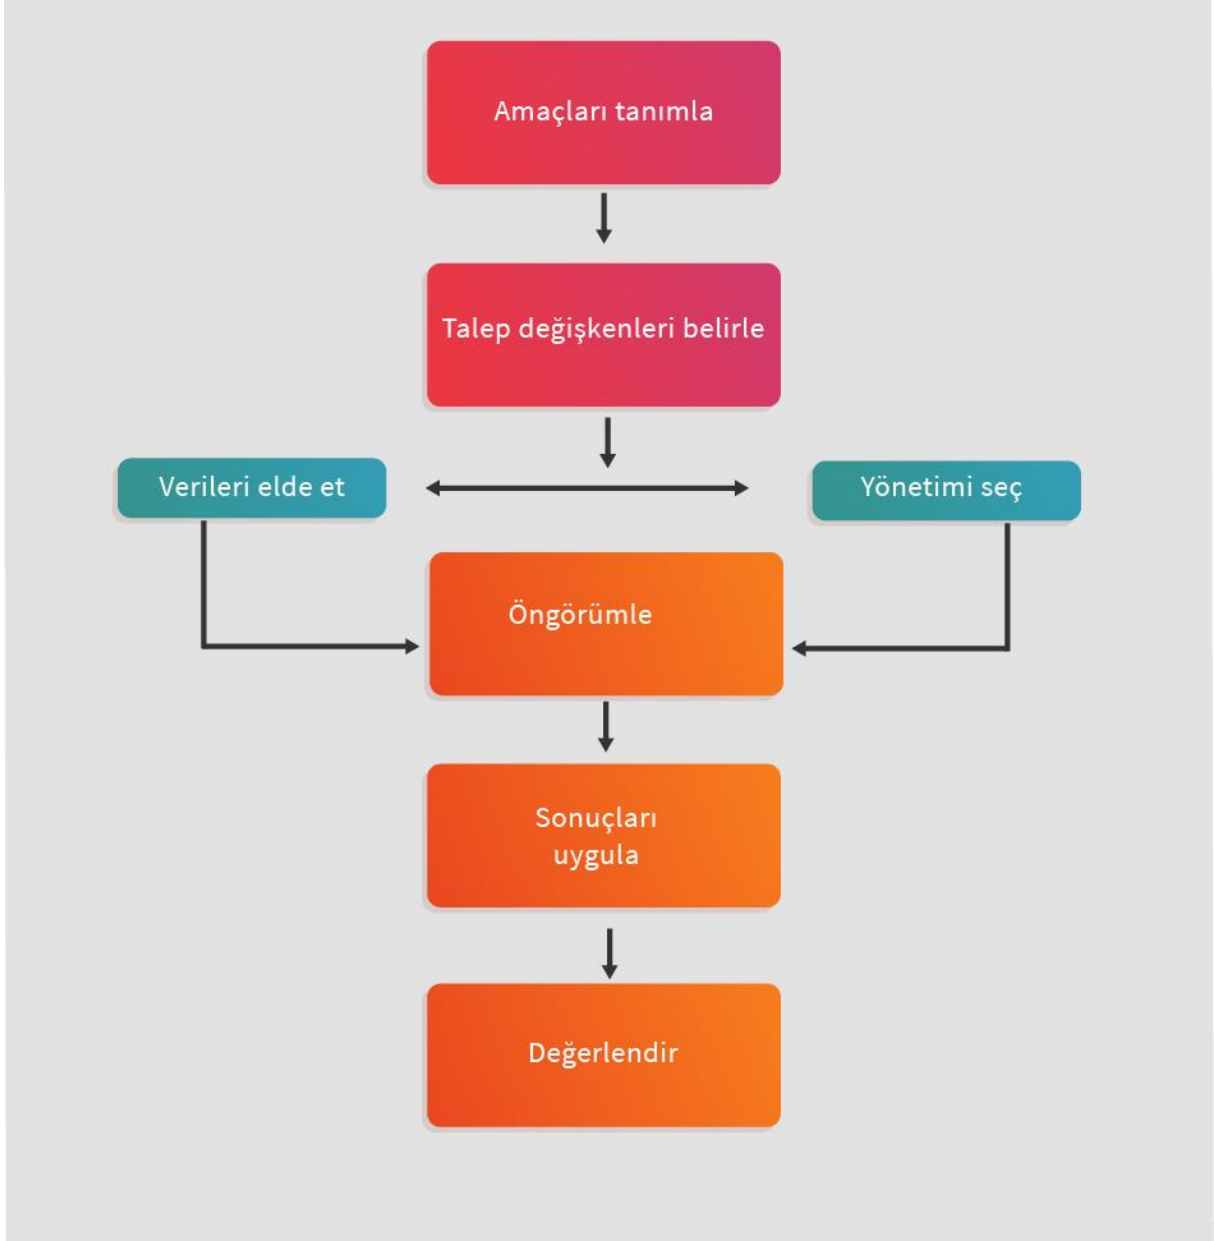 Amaçları tanımla
Talep değişkenleri belirle
Verileri elde et
Yönetimi seç
Öngörümle
Sonuçları
uygula
Değerlendir